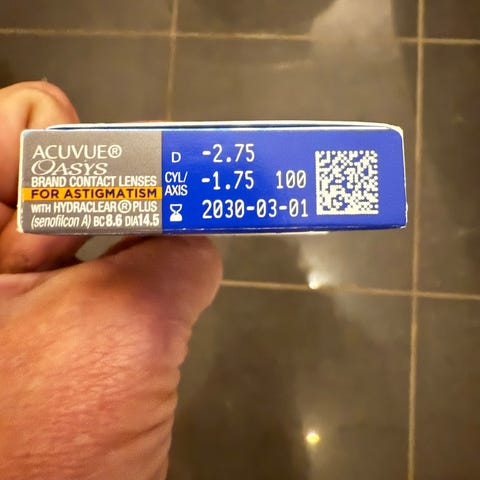 ACUVUE®
OASYS
BRAND CONTACT LENSES
FOR ASTIGMATISM
WITH HYDRACLEAR® PLUS
(senofilcon A) BC 8.6 DIA 14.5
D -2.75
CYL/AXIS -1.75 100
2030-03-01